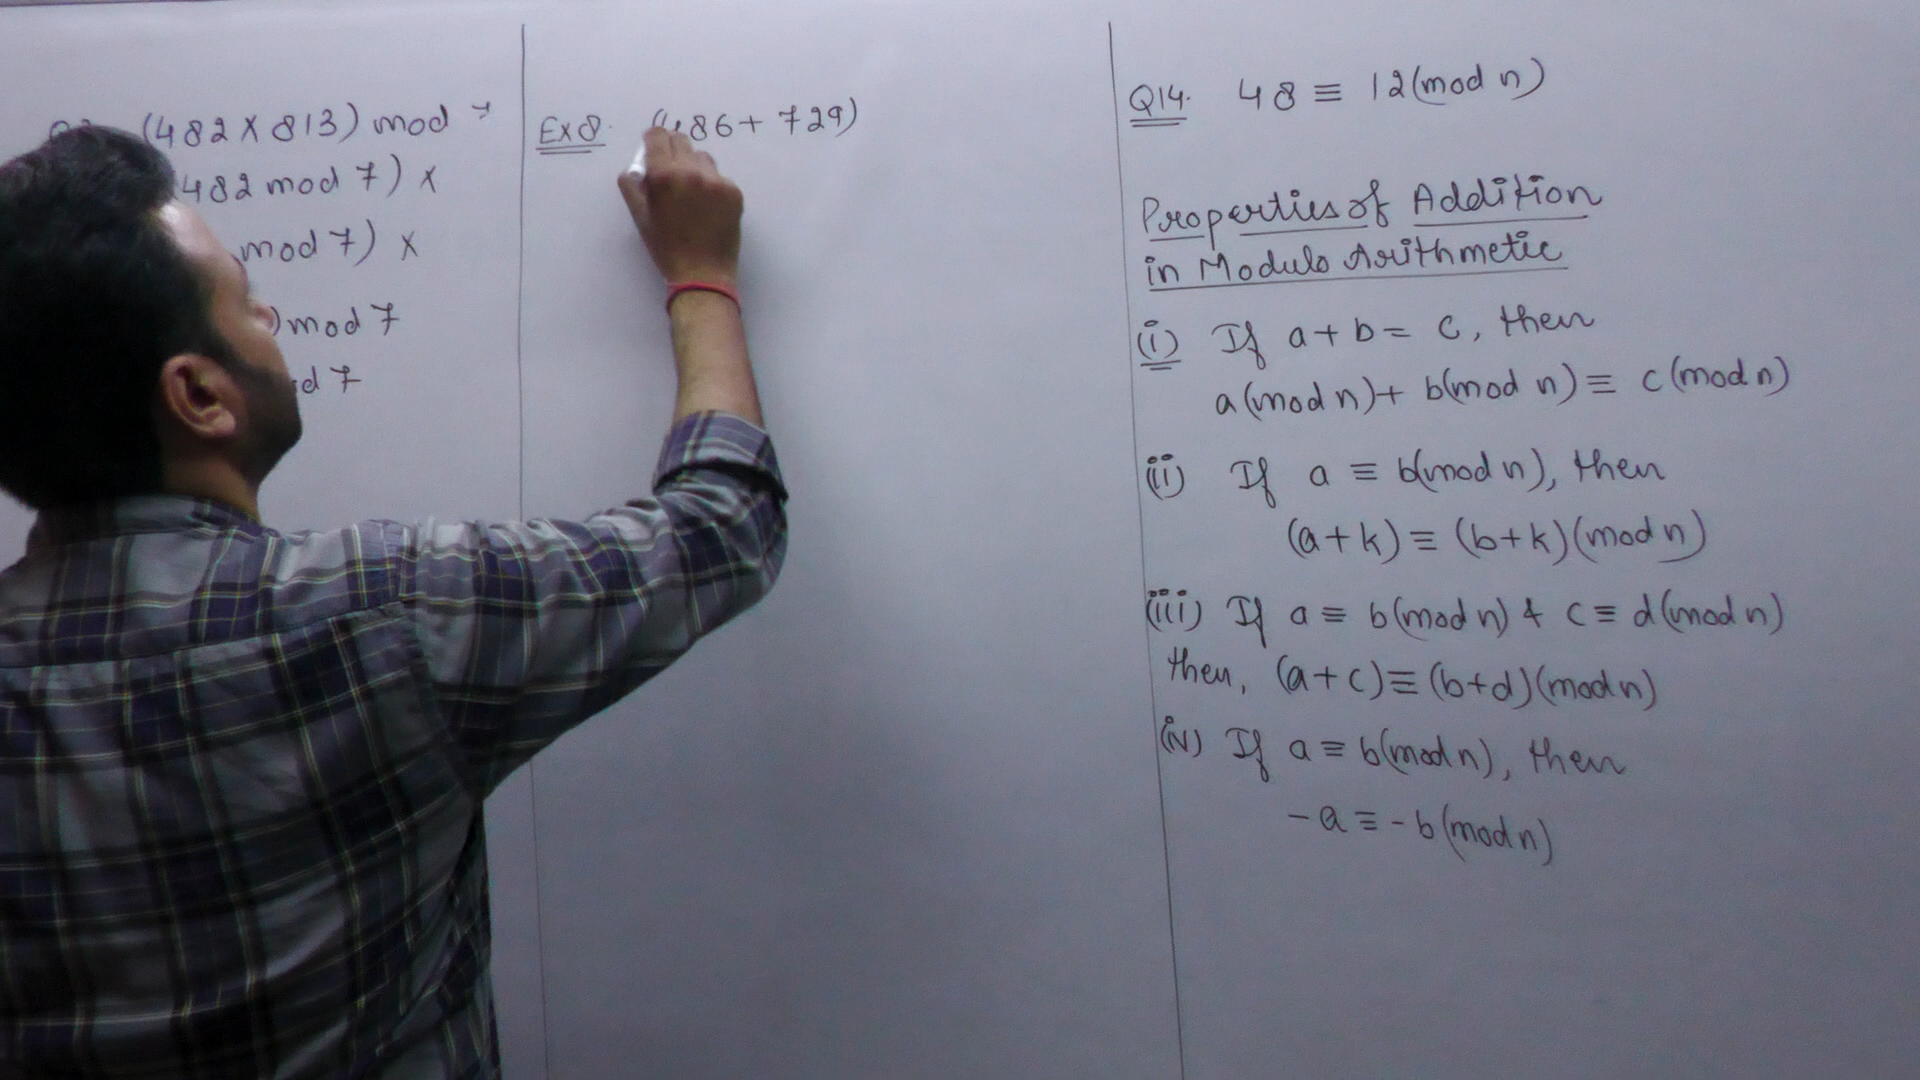 (482 X 813) mod 7
482 mod 7) x
mod 7) x
) mod 7
d 7
Ex 8. (486 + 729)
Q14. 48 ≡ 12(mod n)
Properties of Addition
in Modulo Arithmetic
(i) If a + b = c, then
a(mod n) + b(mod n) ≡ c(mod n)
(ii) If a ≡ b(mod n), then
(a + k) ≡ (b + k)(mod n)
(iii) If a ≡ b(mod n) & c ≡ d(mod n)
then, (a + c) ≡ (b + d)(mod n)
(iv) If a ≡ b(mod n), then
-a ≡ -b(mod n)